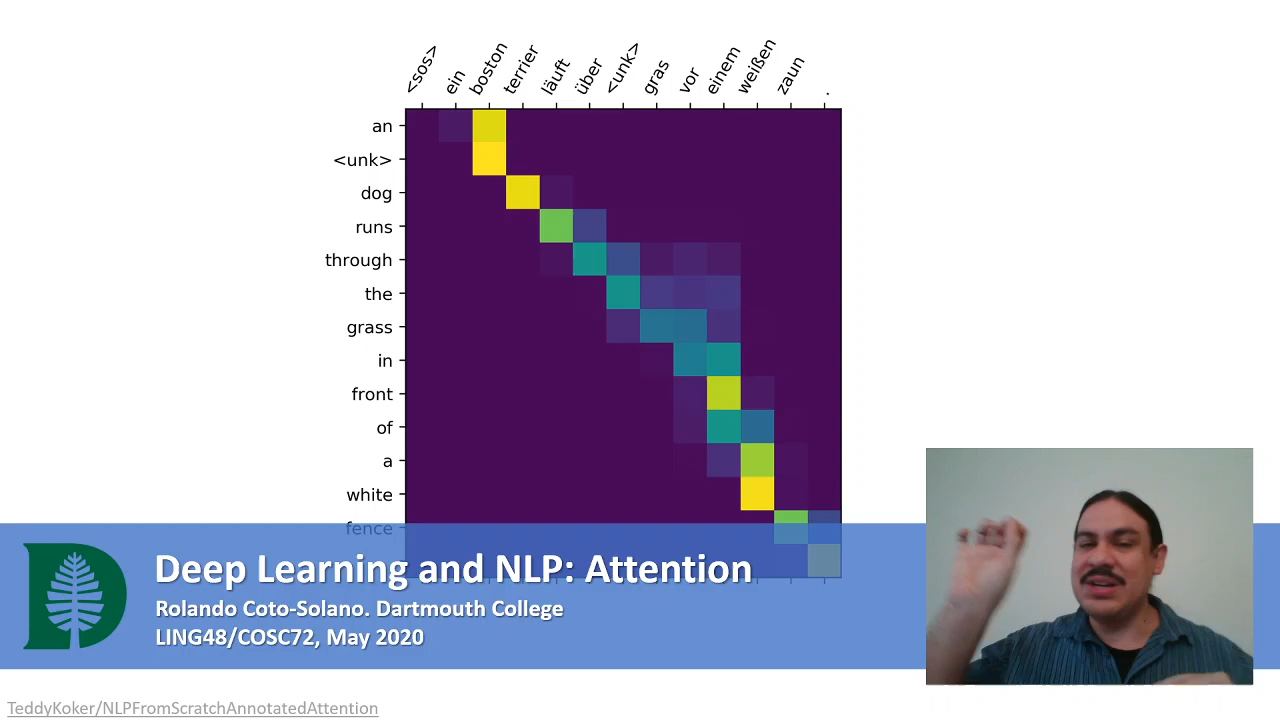 <sos> ein boston terrier läuft über <unk> gras vor einem weißen zaun .
an
<unk>
dog
runs
through
the
grass
in
front
of
a
white
fence
Deep Learning and NLP: Attention
Rolando Coto-Solano. Dartmouth College
LING48/COSC72, May 2020
TeddyKoker/NLPFromScratchAnnotatedAttention